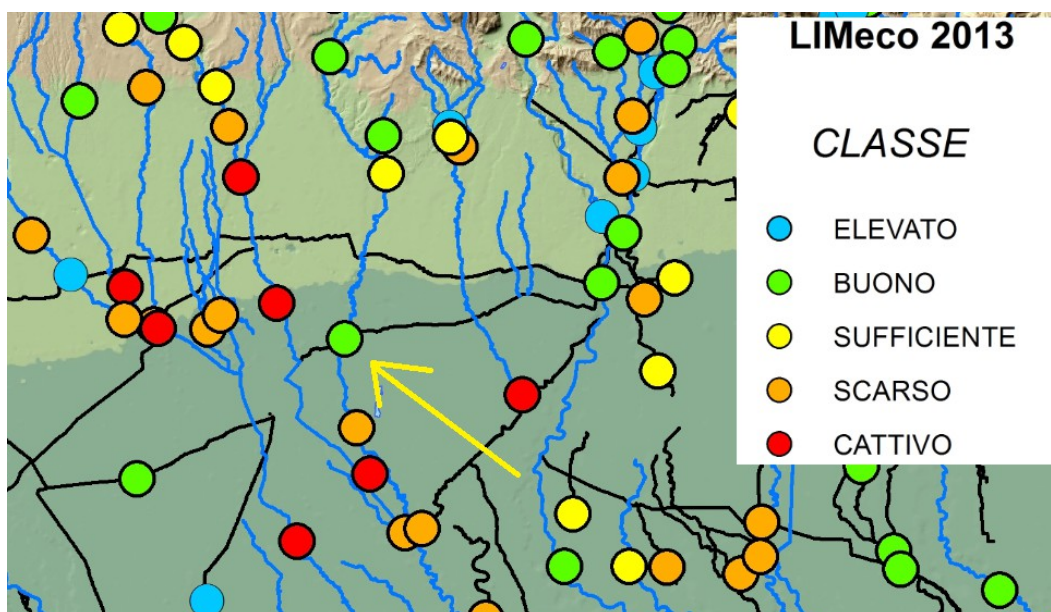 LIMeco 2013
CLASSE
ELEVATO
BUONO
SUFFICIENTE
SCARSO
CATTIVO